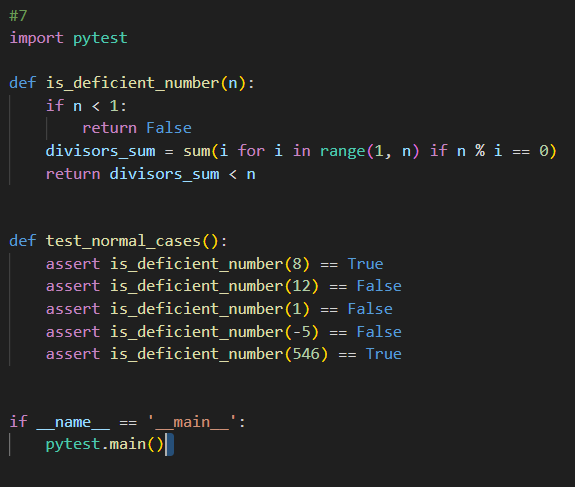 #7
import pytest
def is_deficient_number(n):
    if n < 1:
        return False
    divisors_sum = sum(i for i in range(1, n) if n % i == 0)
    return divisors_sum < n
def test_normal_cases():
    assert is_deficient_number(8) == True
    assert is_deficient_number(12) == False
    assert is_deficient_number(1) == False
    assert is_deficient_number(-5) == False
    assert is_deficient_number(546) == True
if __name__ == '__main__':
    pytest.main()